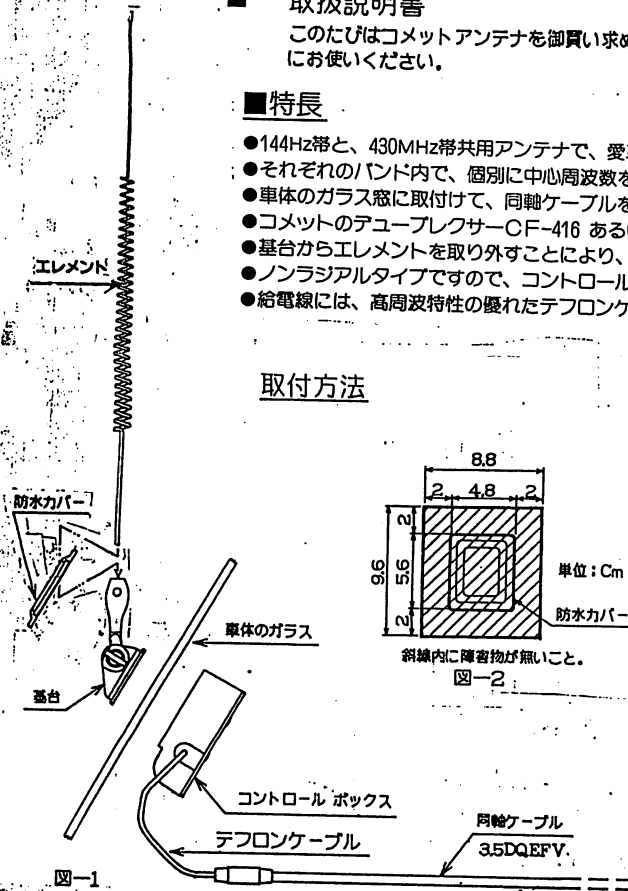 取扱説明書
このたびはコメットアンテナを御買い求め
にお使いください。
■特長
●144Hz帯と、430MHz帯共用アンテナで、愛
●それぞれのバンド内で、個別に中心周波数を
●車体のガラス窓に取付けて、同軸ケーブルを
●コメットのデュープレクサーCF-416 ある
●基台からエレメントを取り外すことにより、
●ノンラジアルタイプですので、コントロール
●給電線には、高周波特性の優れたテフロンケ
エレメント
取付方法
防水カバー
車体のガラス
基台
コントロール ボックス
テフロンケーブル
同軸ケーブル
3.5DQEFV.
図-1
8.8
2 4.8 2
9.6
2
5.6
2
単位；Cm
防水カバー
斜線内に障害物が無いこと。
図-2